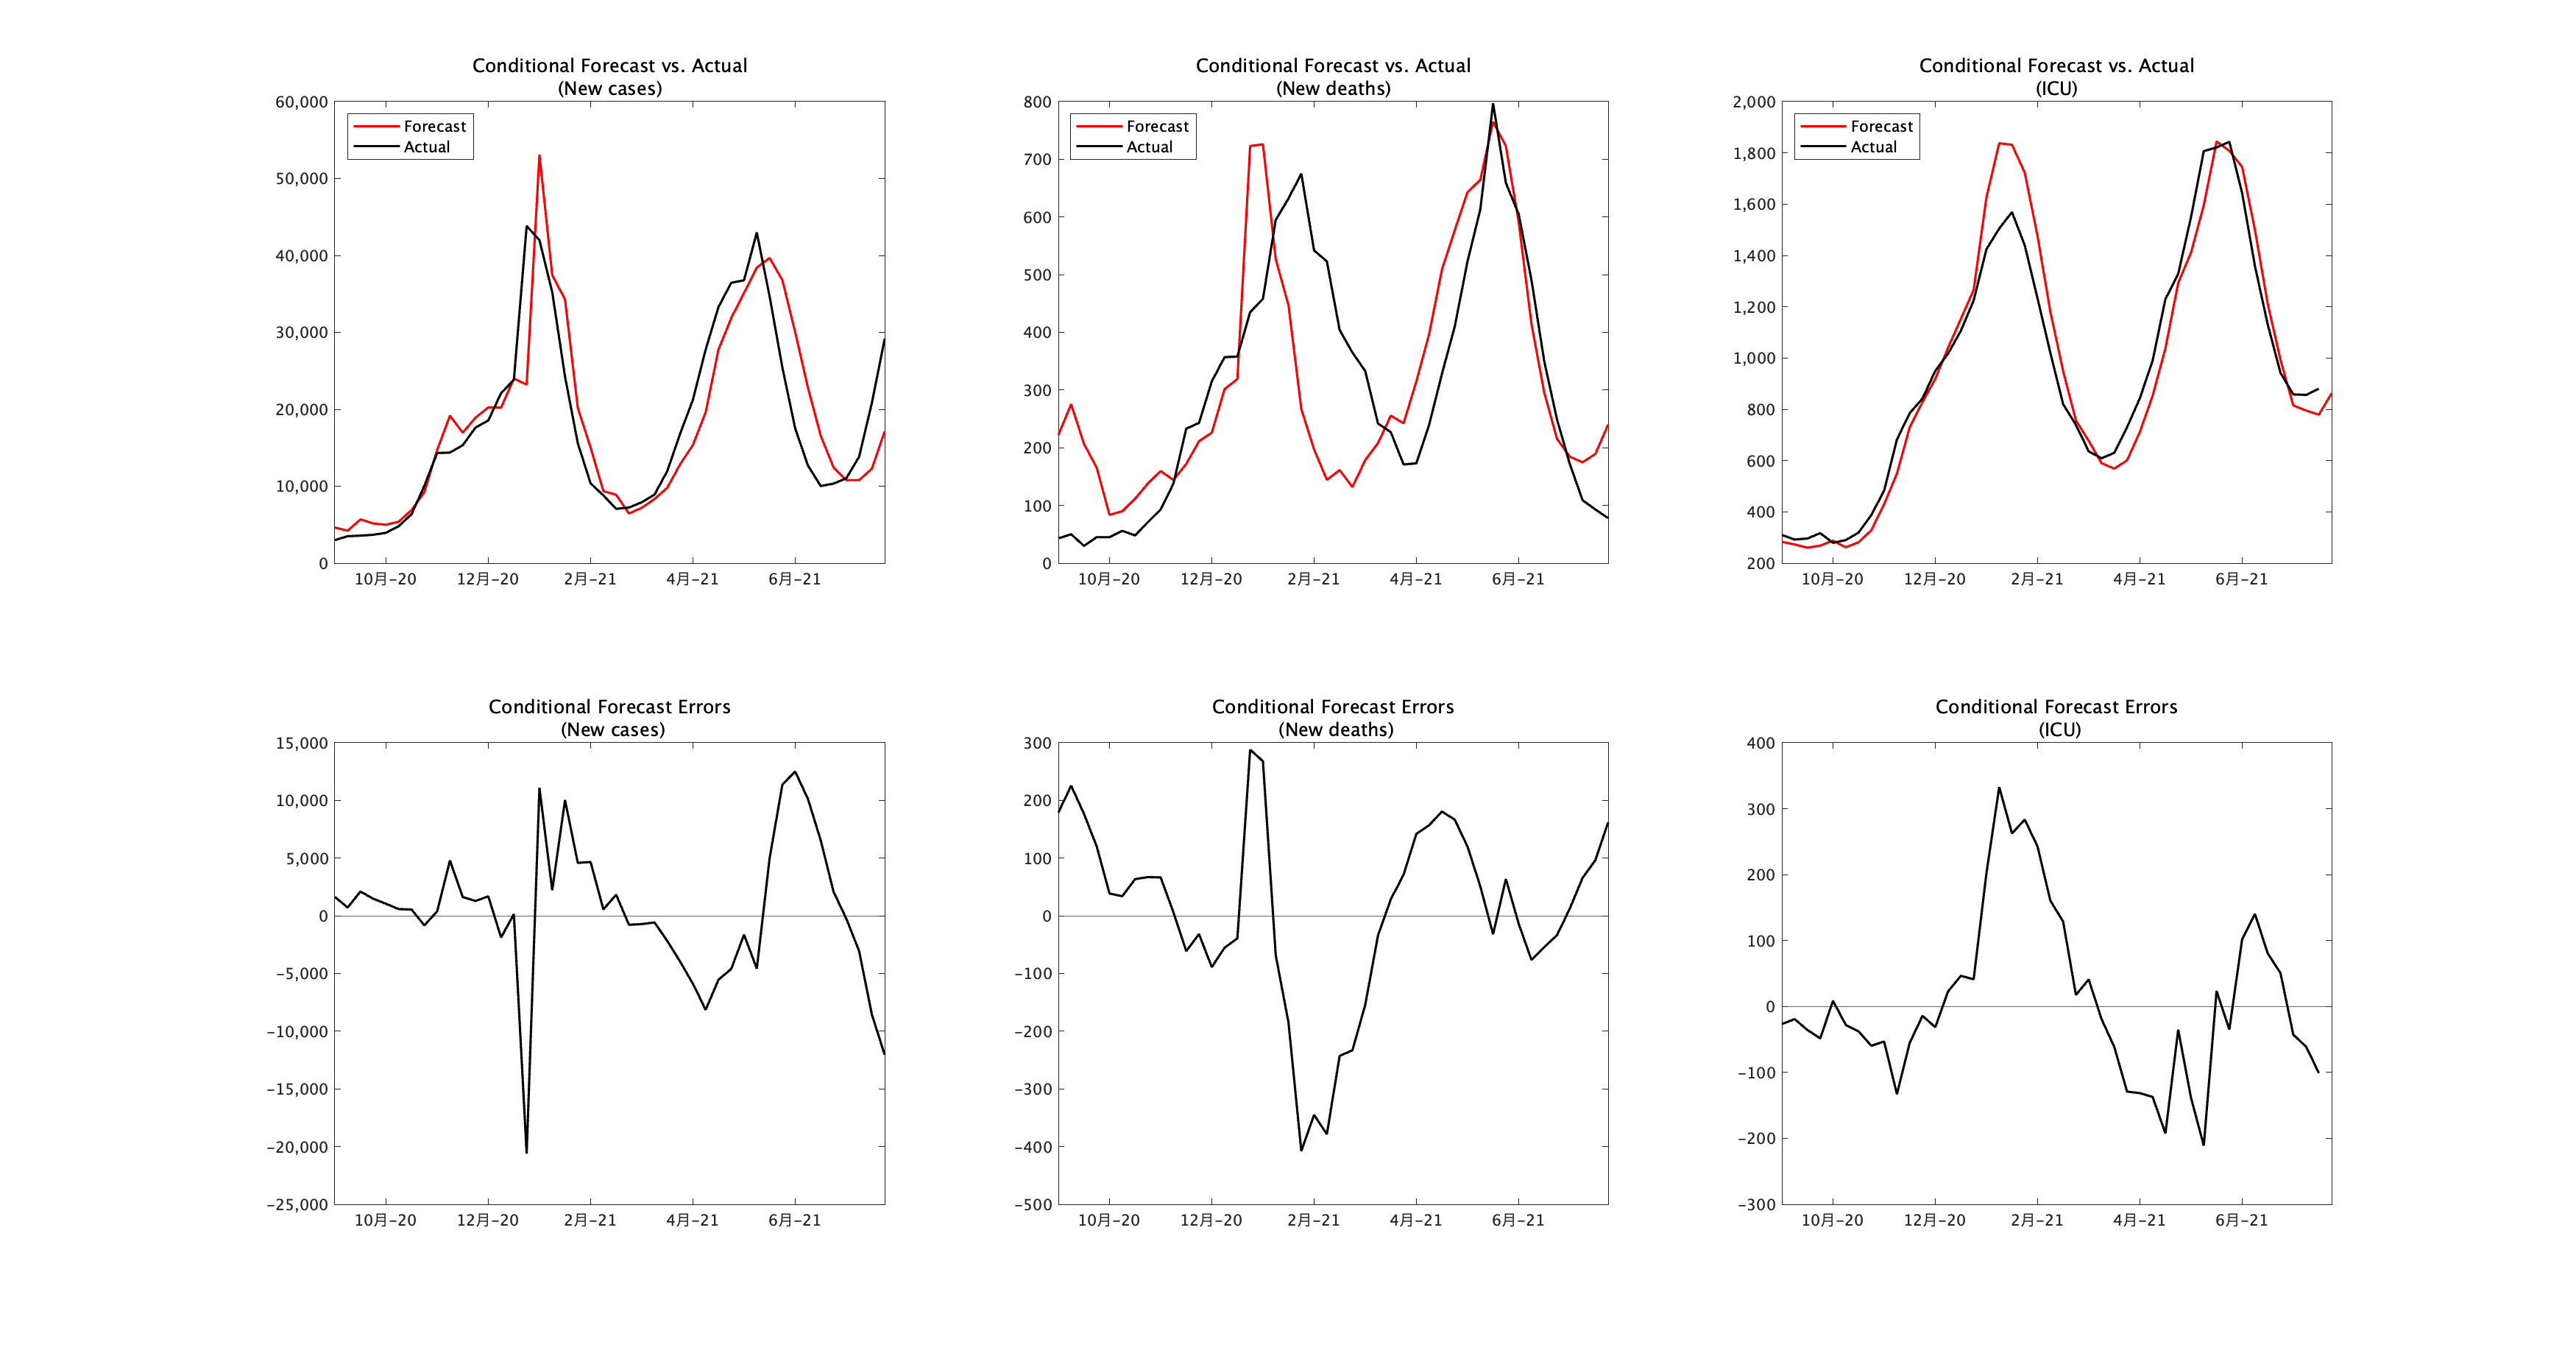 Conditional Forecast vs. Actual
(New cases)
60,000
50,000
40,000
30,000
20,000
10,000
0
Forecast
Actual
10月-20 12月-20 2月-21 4月-21 6月-21
Conditional Forecast vs. Actual
(New deaths)
800
700
600
500
400
300
200
100
0
Forecast
Actual
10月-20 12月-20 2月-21 4月-21 6月-21
Conditional Forecast vs. Actual
(ICU)
2,000
1,800
1,600
1,400
1,200
1,000
800
600
400
200
Forecast
Actual
10月-20 12月-20 2月-21 4月-21 6月-21
Conditional Forecast Errors
(New cases)
15,000
10,000
5,000
0
-5,000
-10,000
-15,000
-20,000
-25,000
10月-20 12月-20 2月-21 4月-21 6月-21
Conditional Forecast Errors
(New deaths)
300
200
100
0
-100
-200
-300
-400
-500
10月-20 12月-20 2月-21 4月-21 6月-21
Conditional Forecast Errors
(ICU)
400
300
200
100
0
-100
-200
-300
10月-20 12月-20 2月-21 4月-21 6月-21